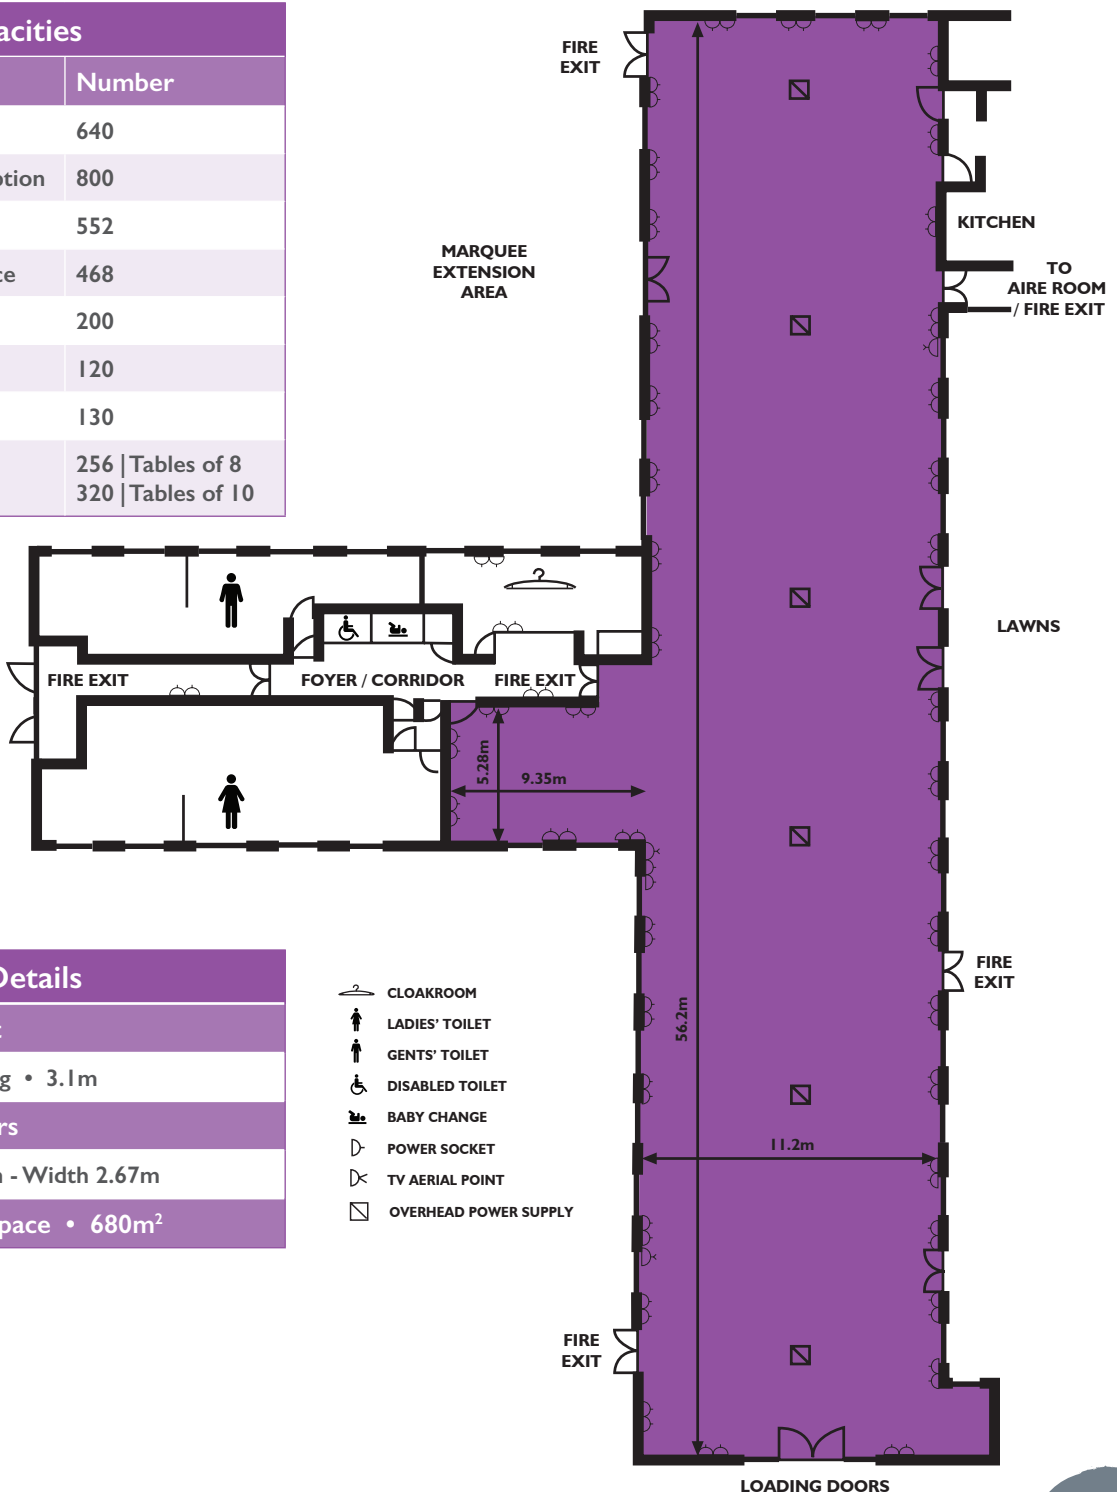 acities
Number
640
ption 800
552
ce 468
200
120
130
256 | Tables of 8
320 | Tables of 10
FIRE
EXIT
MARQUEE
EXTENSION
AREA
KITCHEN
TO
AIRE ROOM
/ FIRE EXIT
LAWNS
FIRE EXIT
FOYER / CORRIDOR
FIRE EXIT
5.28m
9.35m
56.2m
11.2m
FIRE
EXIT
FIRE
EXIT
LOADING DOORS
Details
g • 3.1m
rs
- Width 2.67m
pace • 680m²
CLOAKROOM
LADIES' TOILET
GENTS' TOILET
DISABLED TOILET
BABY CHANGE
POWER SOCKET
TV AERIAL POINT
OVERHEAD POWER SUPPLY